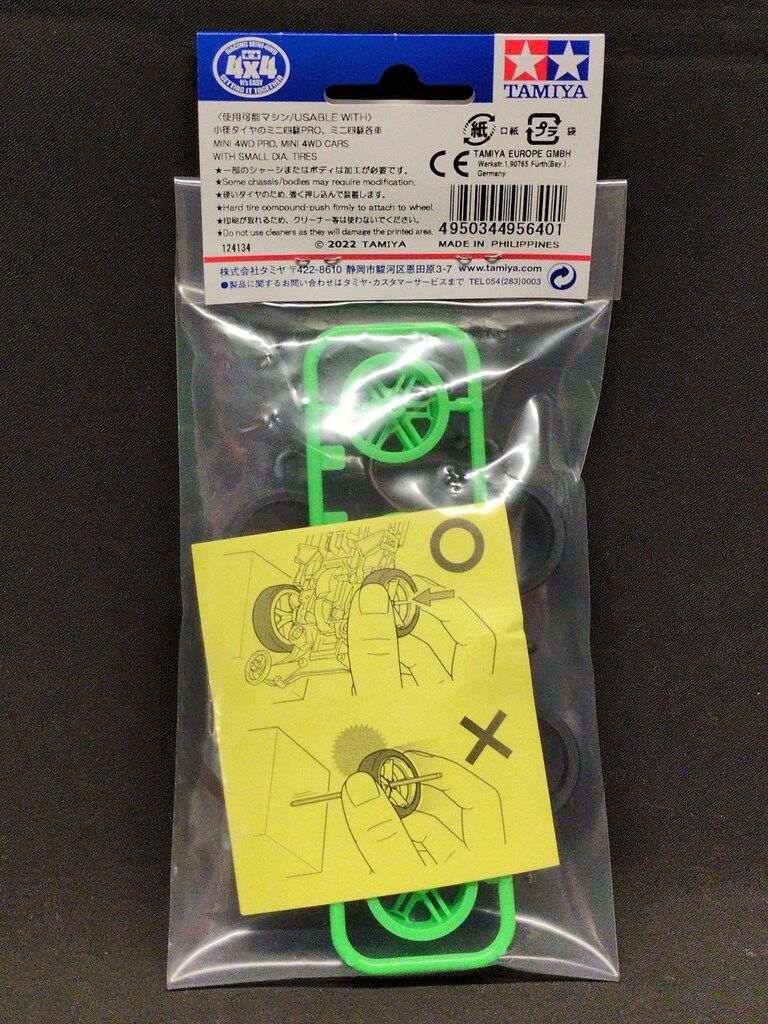 RACING MINI 4WD
4x4
It's EASY
GETTING IT TOGETHER
TAMIYA
〈使用可能マシン/USABLE WITH〉
小径タイヤのミニ四駆PRO、ミニ四駆各車
MINI 4WD PRO, MINI 4WD CARS
WITH SMALL DIA. TIRES
★一部のシャーシまたはボディは加工が必要です。
★Some chassis/bodies may require modification.
★硬いタイヤのため、強く押し込んで装着します。
★Hard tire compound-push firmly to attach to wheel.
★印刷が取れるため、クリーナー等は使わないでください。
★Do not use cleaners as they will damage the printed area.
124134
© 2022 TAMIYA
紙 口紙
プラ 袋
CE
TAMIYA EUROPE GMBH
Werkstr.1,90765 Fürth(Bay.).
Germany
4950344956401
MADE IN PHILIPPINES
株式会社タミヤ 〒422-8610 静岡市駿河区恩田原3-7 www.tamiya.com
●製品に関するお問い合わせはタミヤ・カスタマーサービスまで TEL054(283)0003